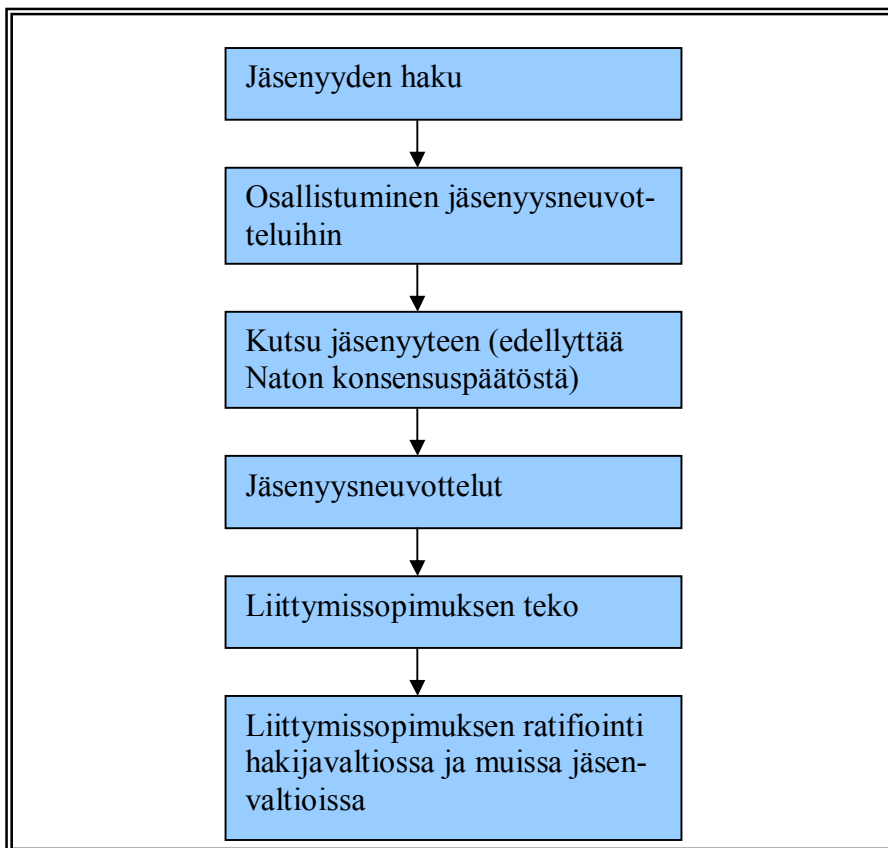 Jäsenyyden haku
Osallistuminen jäsenyysneuvot-
teluihin
Kutsu jäsenyyteen (edellyttää
Naton konsensuspäätöstä)
Jäsenyysneuvottelut
Liittymissopimuksen teko
Liittymissopimuksen ratifiointi
hakijavaltiossa ja muissa jäsen-
valtioissa